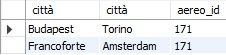 città città aereo_id
Budapest Torino 171
Francoforte Amsterdam 171